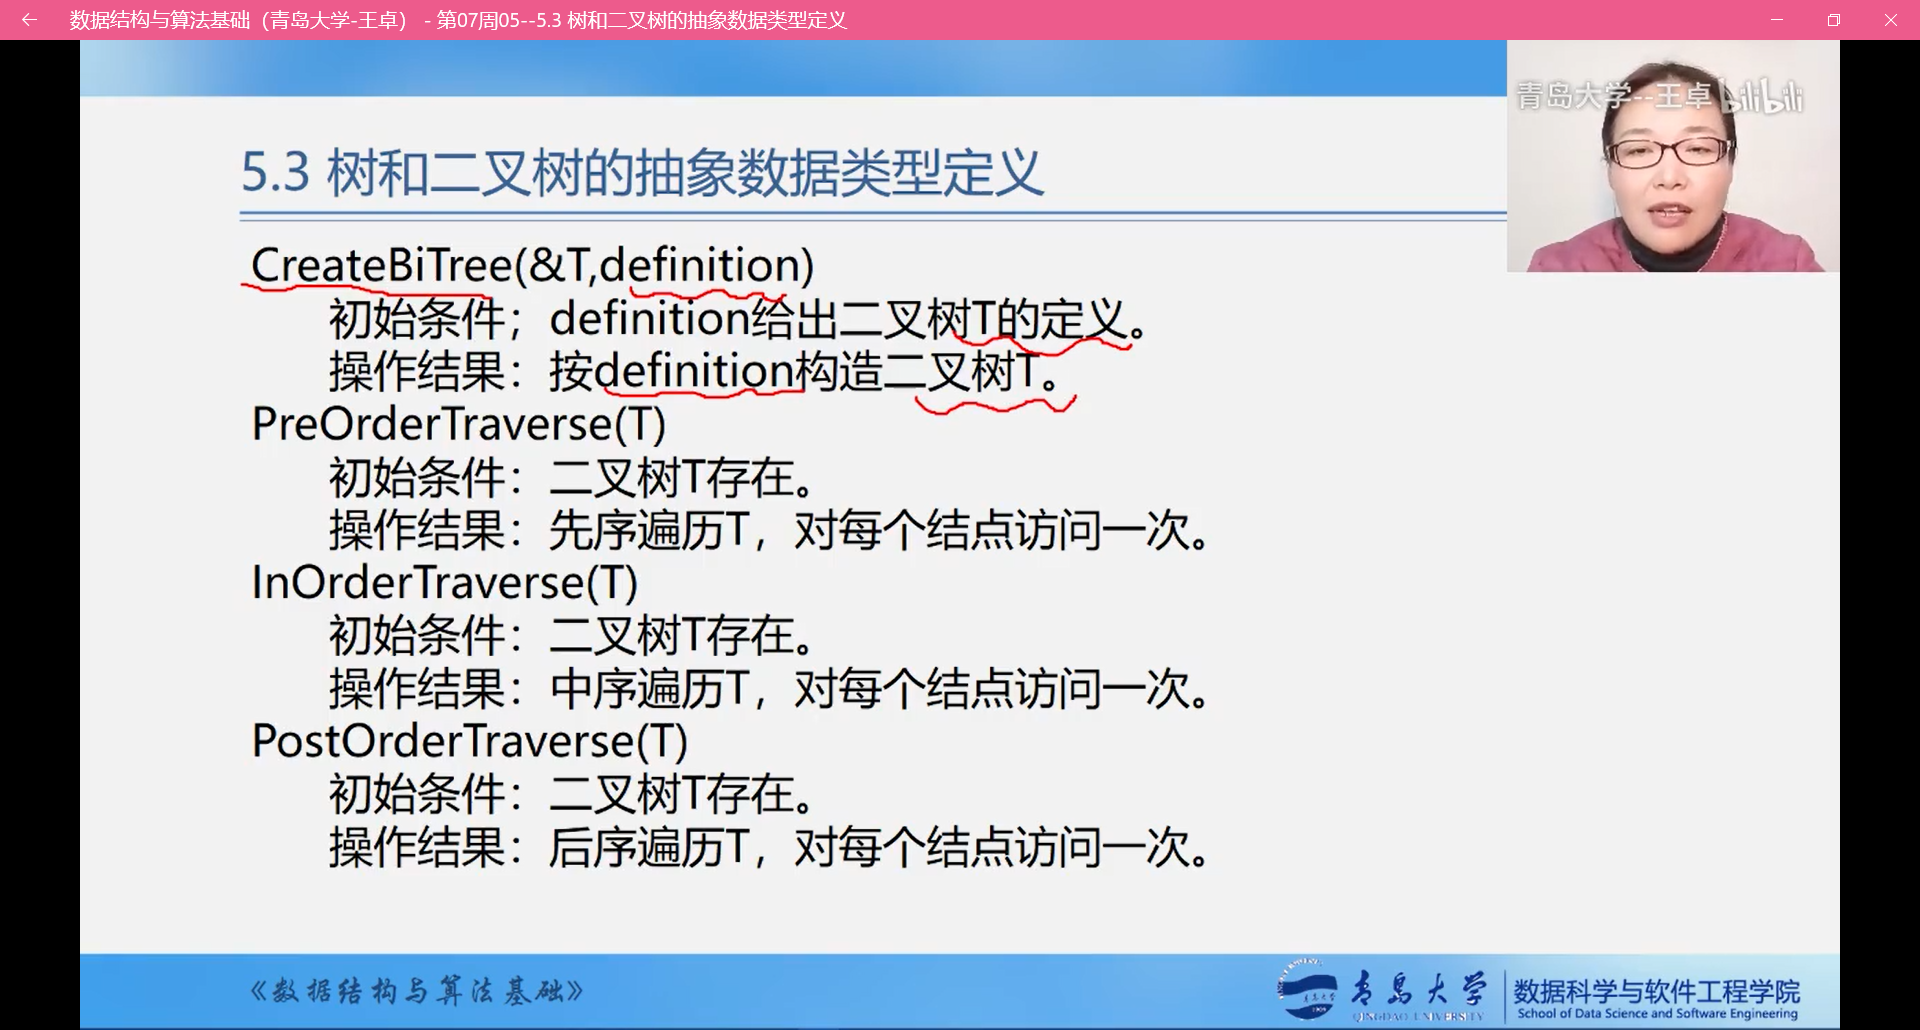 数据结构与算法基础（青岛大学-王卓） - 第07周05--5.3 树和二叉树的抽象数据类型定义
青岛大学--王卓 bilibili
5.3 树和二叉树的抽象数据类型定义
CreateBiTree(&T,definition)
初始条件；definition给出二叉树T的定义。
操作结果：按definition构造二叉树T。
PreOrderTraverse(T)
初始条件：二叉树T存在。
操作结果：先序遍历T，对每个结点访问一次。
InOrderTraverse(T)
初始条件：二叉树T存在。
操作结果：中序遍历T，对每个结点访问一次。
PostOrderTraverse(T)
初始条件：二叉树T存在。
操作结果：后序遍历T，对每个结点访问一次。
《数据结构与算法基础》
青岛大学
QINGDAO UNIVERSITY
数据科学与软件工程学院
School of Data Science and Software Engineering